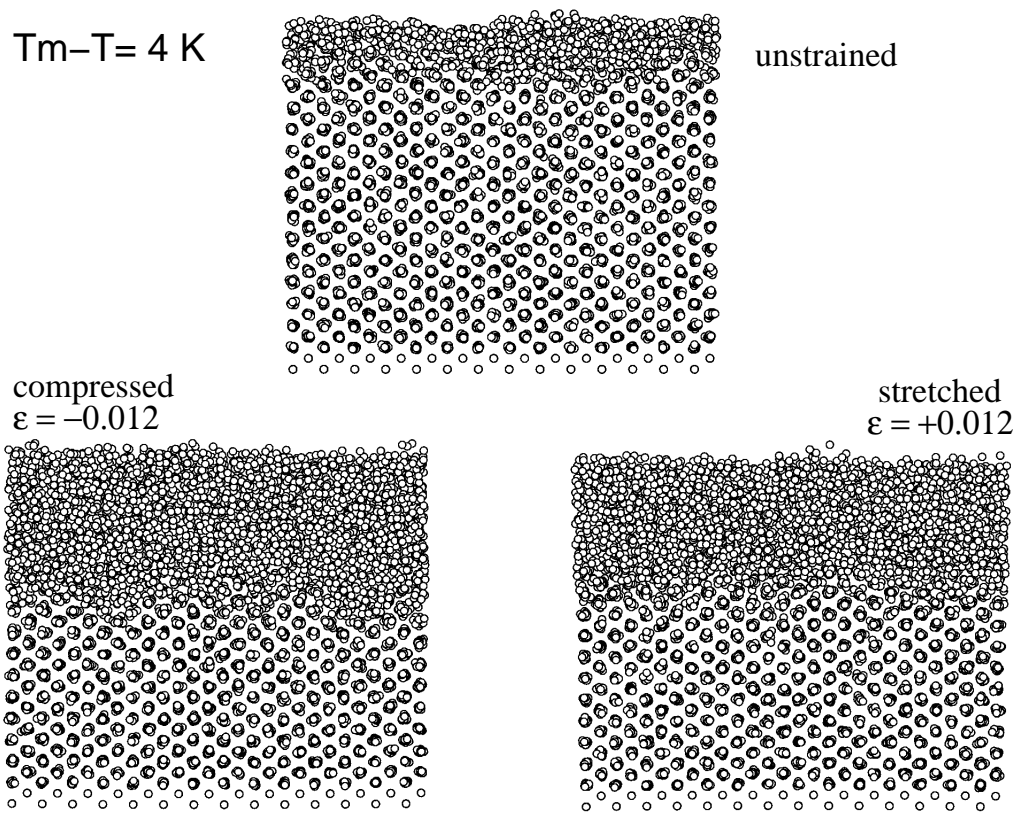 Tm−T= 4 K
unstrained
compressed
ε = −0.012
stretched
ε = +0.012